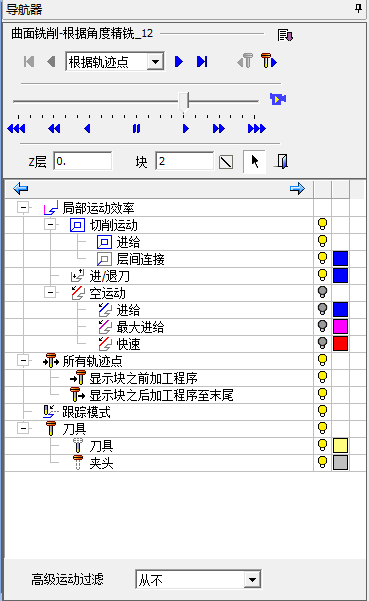 导航器
曲面铣削-根据角度精铣_12
根据轨迹点
Z层 0. 块 2
局部运动效率
切削运动
进给
层间连接
进/退刀
空运动
进给
最大进给
快速
所有轨迹点
显示块之前加工程序
显示块之后加工程序至末尾
跟踪模式
刀具
刀具
夹头
高级运动过滤 从不